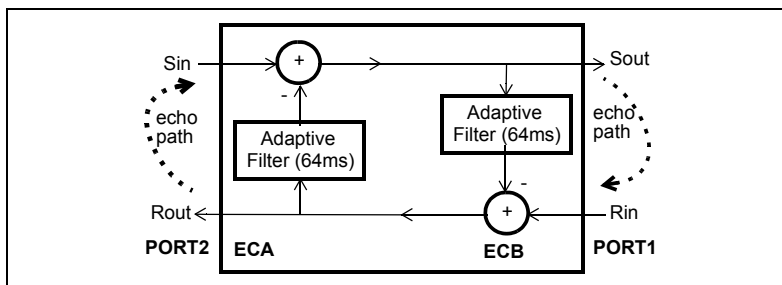 Sin
+
Sout
-
echo
path
Adaptive
Filter (64ms)
Adaptive
Filter (64ms)
echo
path
-
Rout
+
Rin
PORT2
ECA
ECB
PORT1